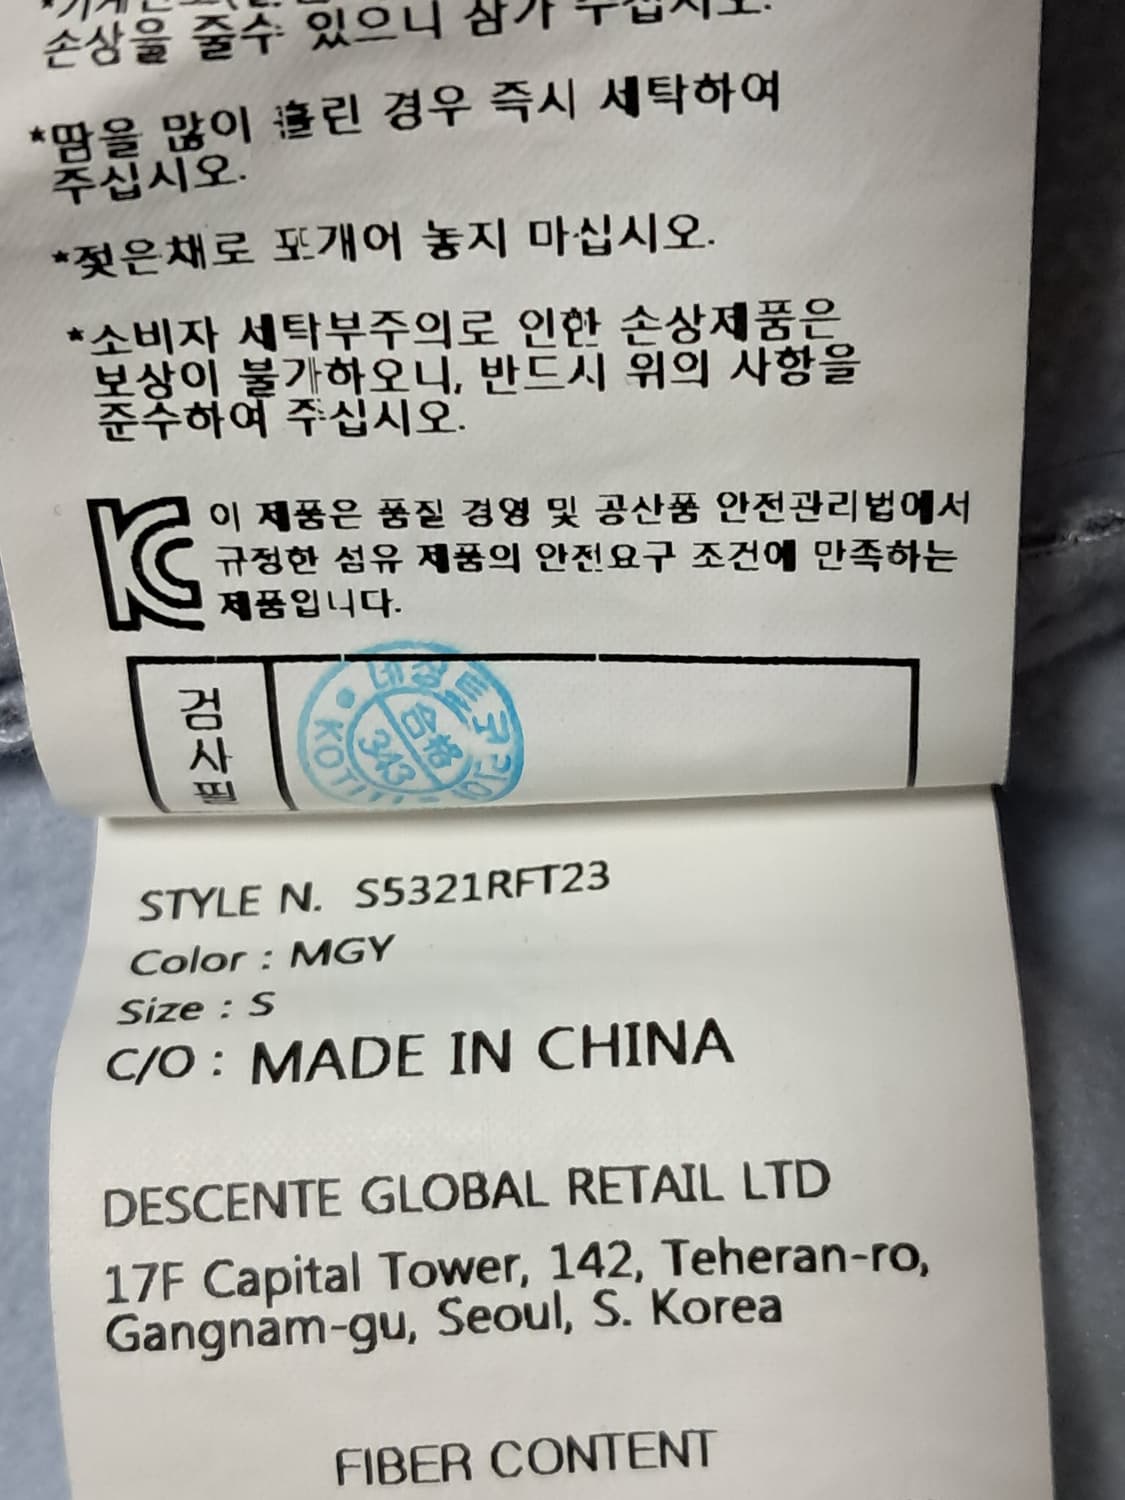 손상을 줄수 있으니 삼가 주십시오.
*땀을 많이 흘린 경우 즉시 세탁하여
주십시오.
*젖은채로 포개어 놓지 마십시오.
*소비자 세탁부주의로 인한 손상제품은
보상이 불가하오니, 반드시 위의 사항을
준수하여 주십시오.
이 제품은 품질 경영 및 공산품 안전관리법에서
규정한 섬유 제품의 안전요구 조건에 만족하는
제품입니다.
검사필
合格
343
KOTITI
STYLE N. S5321RFT23
Color : MGY
Size : S
C/O : MADE IN CHINA
DESCENTE GLOBAL RETAIL LTD
17F Capital Tower, 142, Teheran-ro,
Gangnam-gu, Seoul, S. Korea
FIBER CONTENT